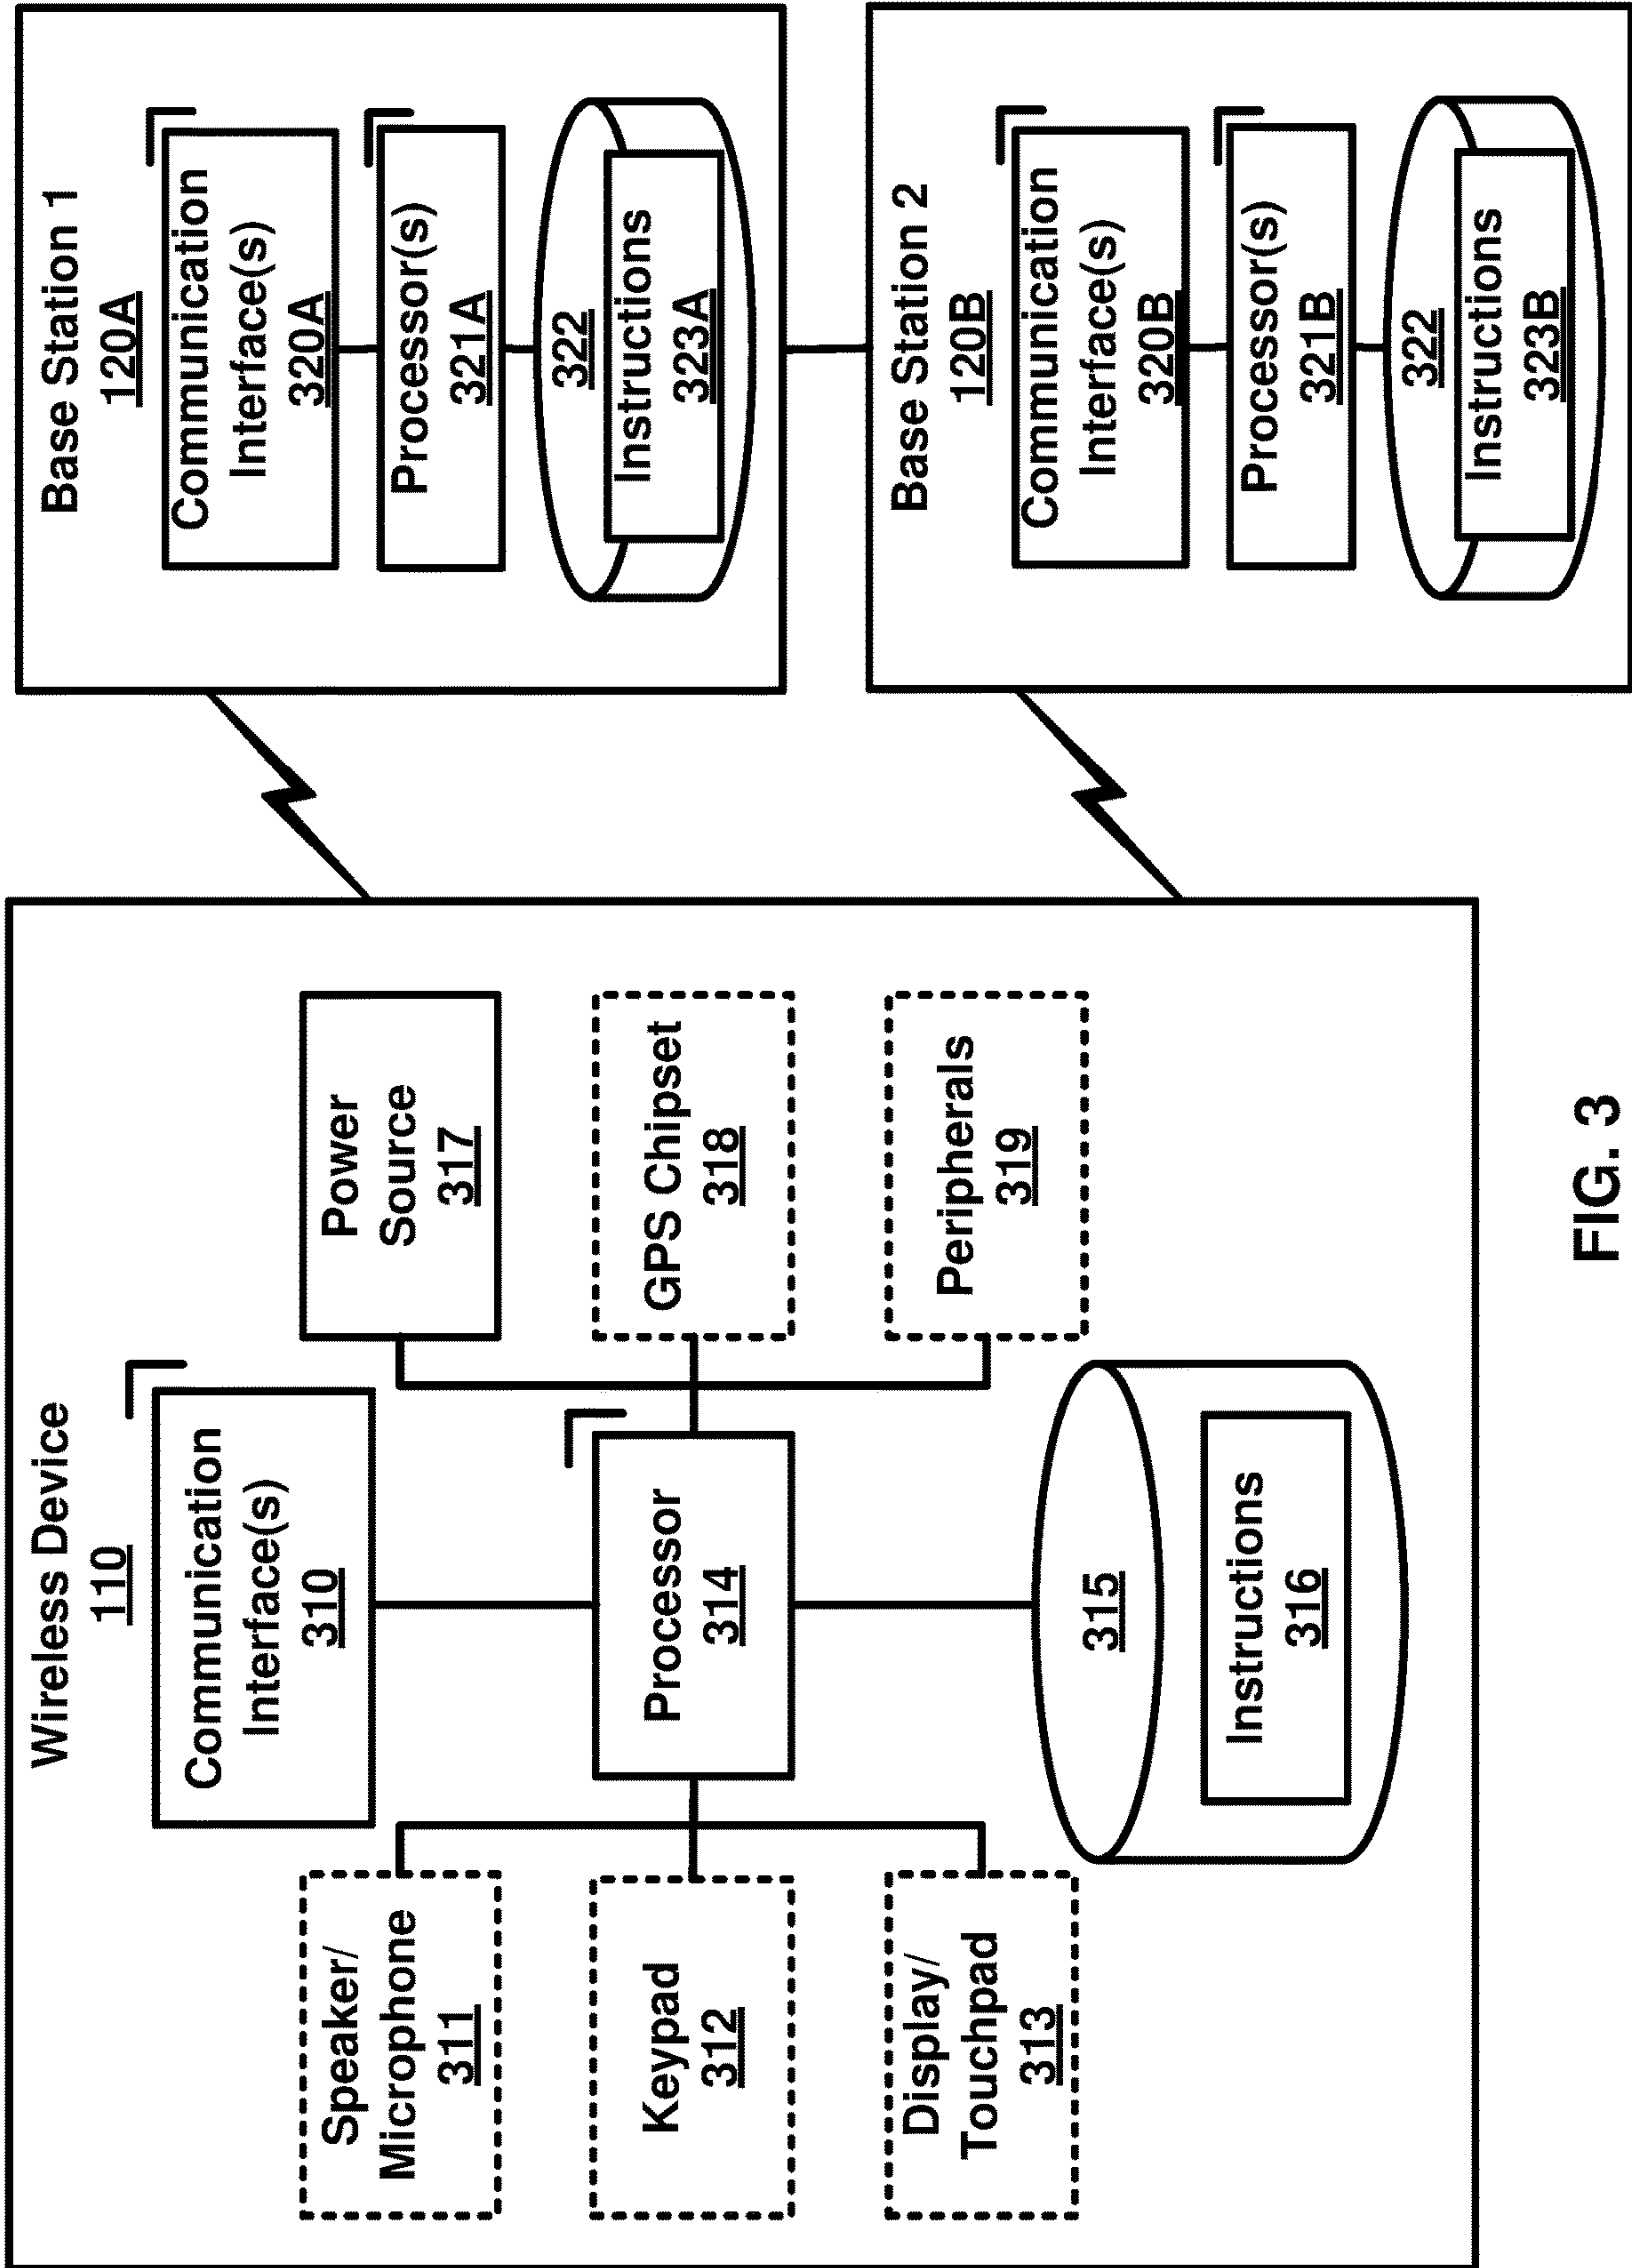 Wireless Device
110
Communication
Interface(s)
310
Speaker/
Microphone
311
Keypad
312
Display/
Touchpad
313
Processor
314
315
Instructions
316
Power
Source
317
GPS Chipset
318
Peripherals
319
Base Station 1
120A
Communication
Interface(s)
320A
Processor(s)
321A
322
Instructions
323A
Base Station 2
120B
Communication
Interface(s)
320B
Processor(s)
321B
322
Instructions
323B
FIG. 3